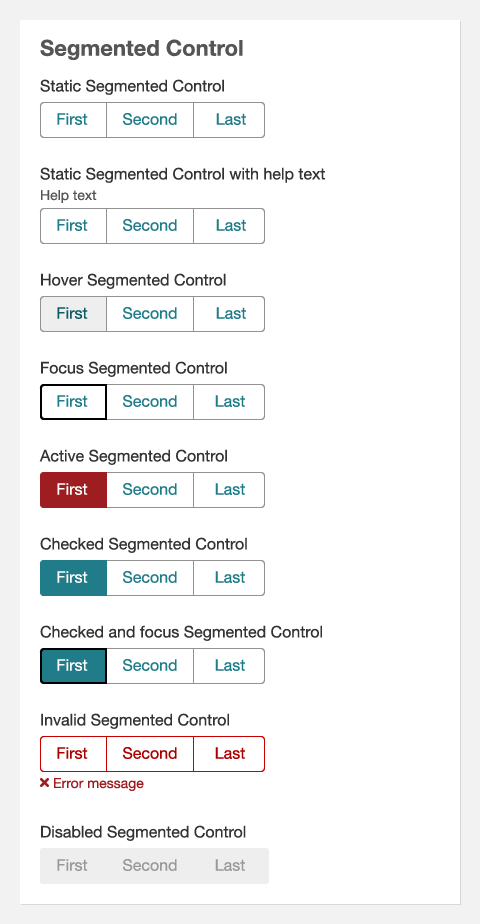 Segmented Control
Static Segmented Control
First Second Last
Static Segmented Control with help text
Help text
First Second Last
Hover Segmented Control
First Second Last
Focus Segmented Control
First Second Last
Active Segmented Control
First Second Last
Checked Segmented Control
First Second Last
Checked and focus Segmented Control
First Second Last
Invalid Segmented Control
First Second Last
Error message
Disabled Segmented Control
First Second Last